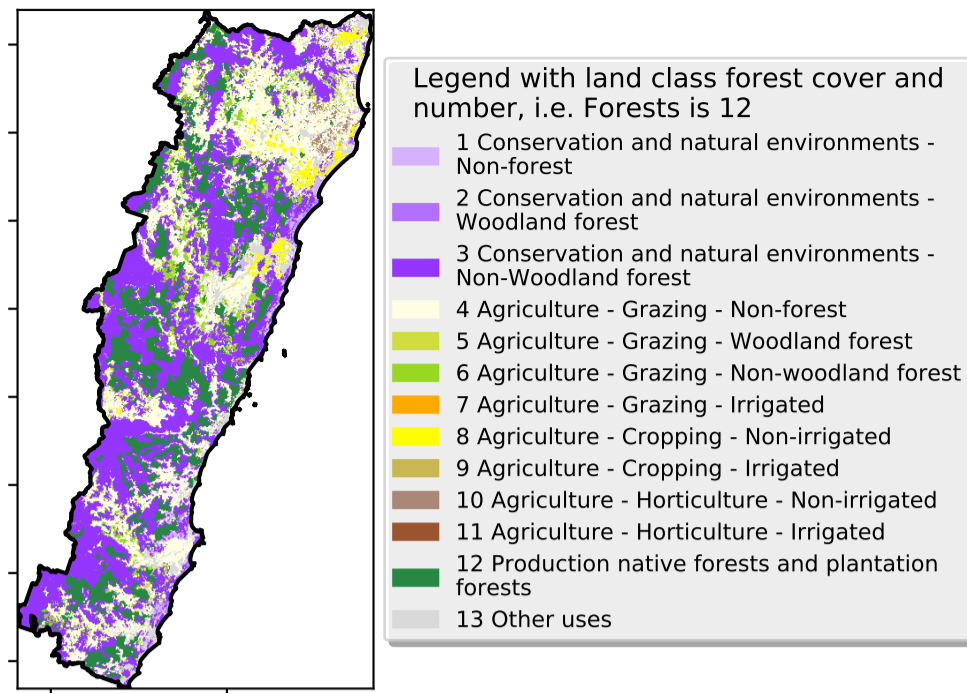 Legend with land class forest cover and
number, i.e. Forests is 12
1 Conservation and natural environments -
Non-forest
2 Conservation and natural environments -
Woodland forest
3 Conservation and natural environments -
Non-Woodland forest
4 Agriculture - Grazing - Non-forest
5 Agriculture - Grazing - Woodland forest
6 Agriculture - Grazing - Non-woodland forest
7 Agriculture - Grazing - Irrigated
8 Agriculture - Cropping - Non-irrigated
9 Agriculture - Cropping - Irrigated
10 Agriculture - Horticulture - Non-irrigated
11 Agriculture - Horticulture - Irrigated
12 Production native forests and plantation
forests
13 Other uses